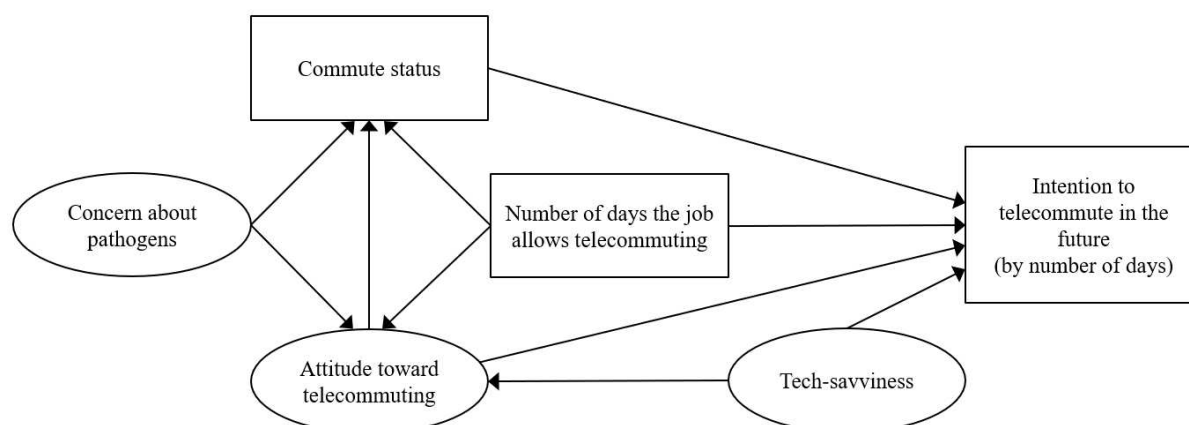 Commute status
Concern about
pathogens
Number of days the job
allows telecommuting
Intention to
telecommute in the
future
(by number of days)
Attitude toward
telecommuting
Tech-savviness